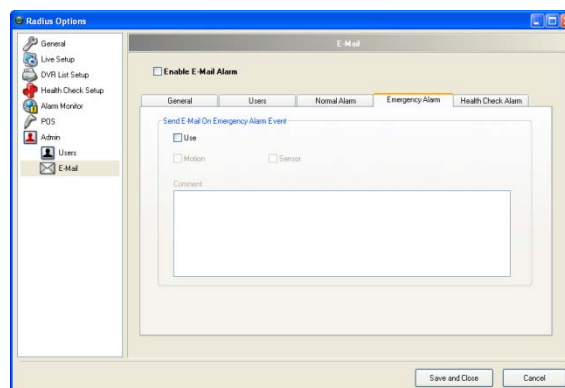 Radius Options
General
Live Setup
DVR List Setup
Health Check Setup
Alarm Monitor
POS
Admin
Users
E-Mail
E-Mail
Enable E-Mail Alarm
General Users Normal Alarm Emergency Alarm Health Check Alarm
Send E-Mail On Emergency Alarm Event
Use
Motion Sensor
Comment
Save and Close Cancel